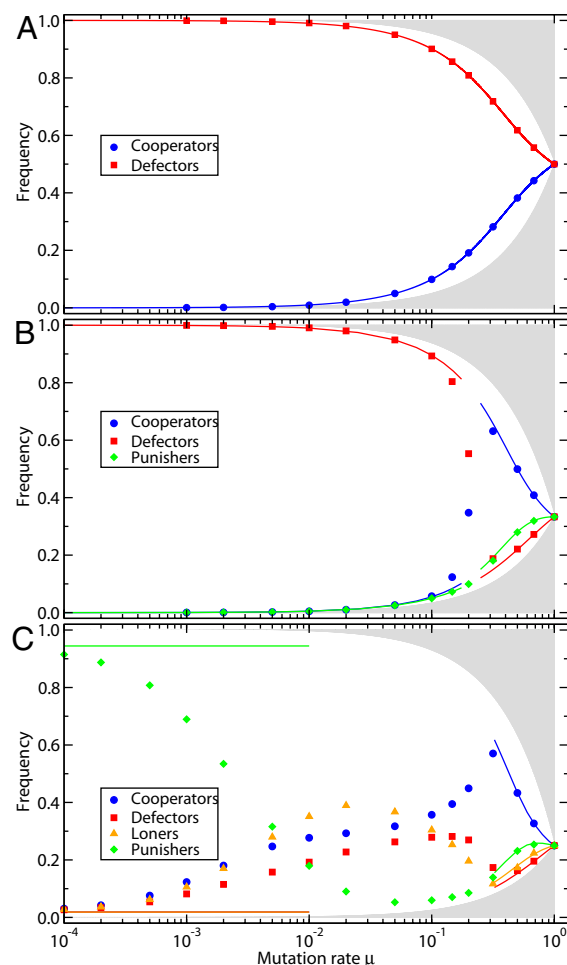 A
1.0
0.8
0.6
0.4
0.2
0.0
Frequency
Cooperators
Defectors
B
1.0
0.8
0.6
0.4
0.2
0.0
Frequency
Cooperators
Defectors
Punishers
C
1.0
0.8
0.6
0.4
0.2
0.0
Frequency
Cooperators
Defectors
Loners
Punishers
10⁻⁴ 10⁻³ 10⁻² 10⁻¹ 10⁰
Mutation rate μ